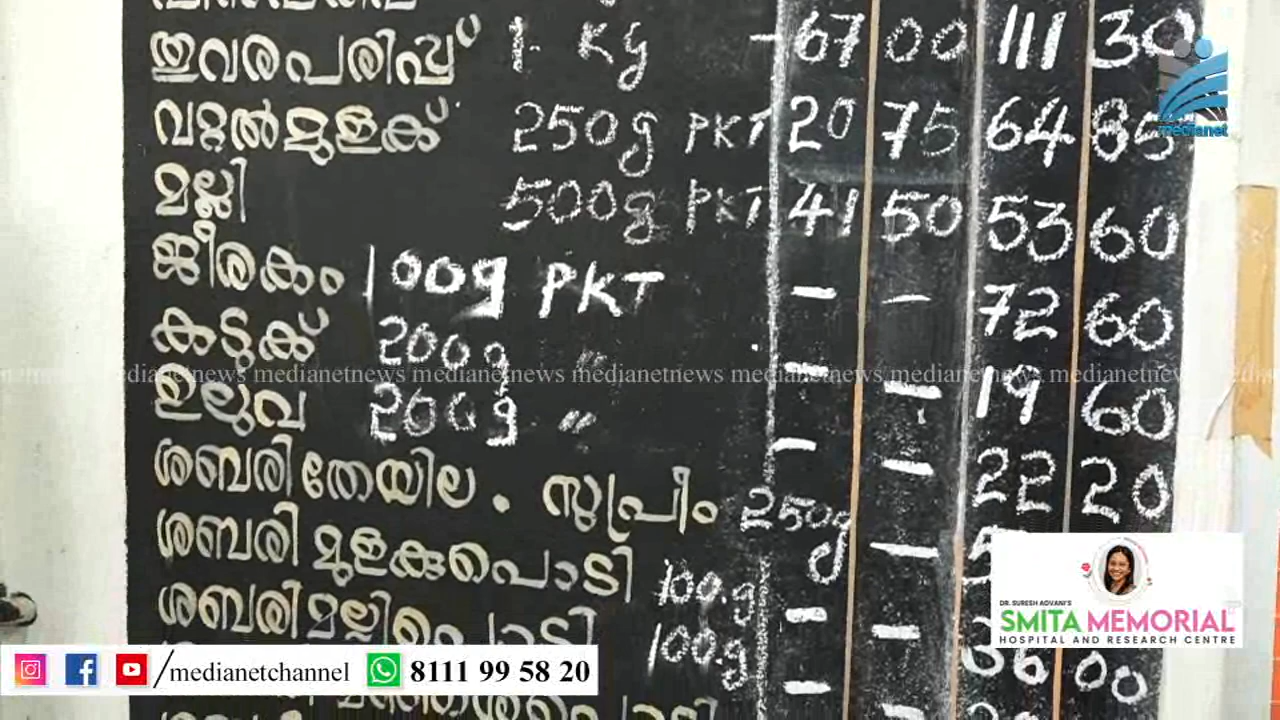 തുവരപരിപ്പ് 1 KG - 67 00 111 30
വറ്റൽമുളക് 250g PKT 20 75 64 85
മല്ലി 500g PKT 41 50 53 60
ജീരകം 100g PKT - - 72 60
കടുക് 200g " - - 19 60
ഉലുവ 200g " - - 22 20
ശബരി തേയില . സുപ്രീം 250g -
ശബരി മുളകുപൊടി 100.g - -
ശബരി മല്ലി 100g - 36 00
medianet
medianetnews medianetnews medianetnews medianetnews medianetnews medianetnews
DR. SURESH ADVANI'S
SMITA MEMORIAL
HOSPITAL AND RESEARCH CENTRE
/medianetchannel 8111 99 58 20